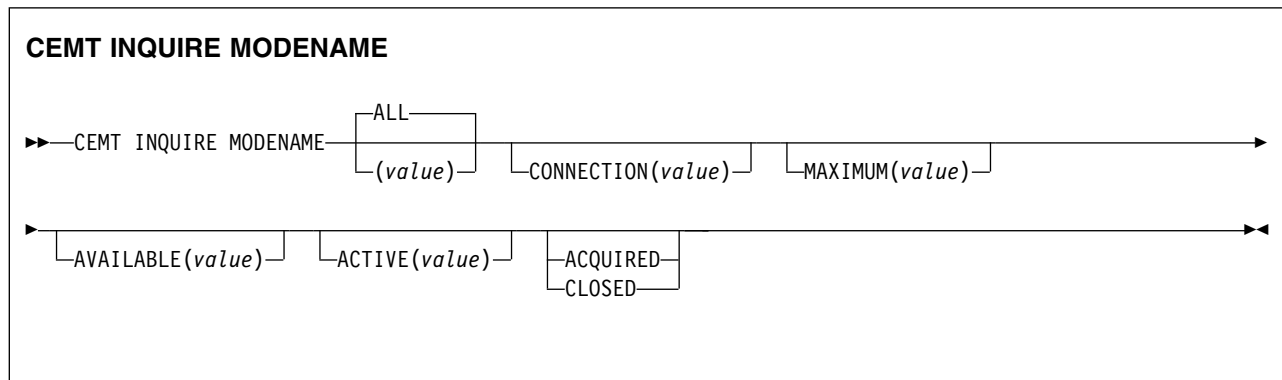 CEMT INQUIRE MODENAME
ALL
CEMT INQUIRE MODENAME
(value) CONNECTION(value) MAXIMUM(value)
AVAILABLE(value) ACTIVE(value) ACQUIRED
CLOSED